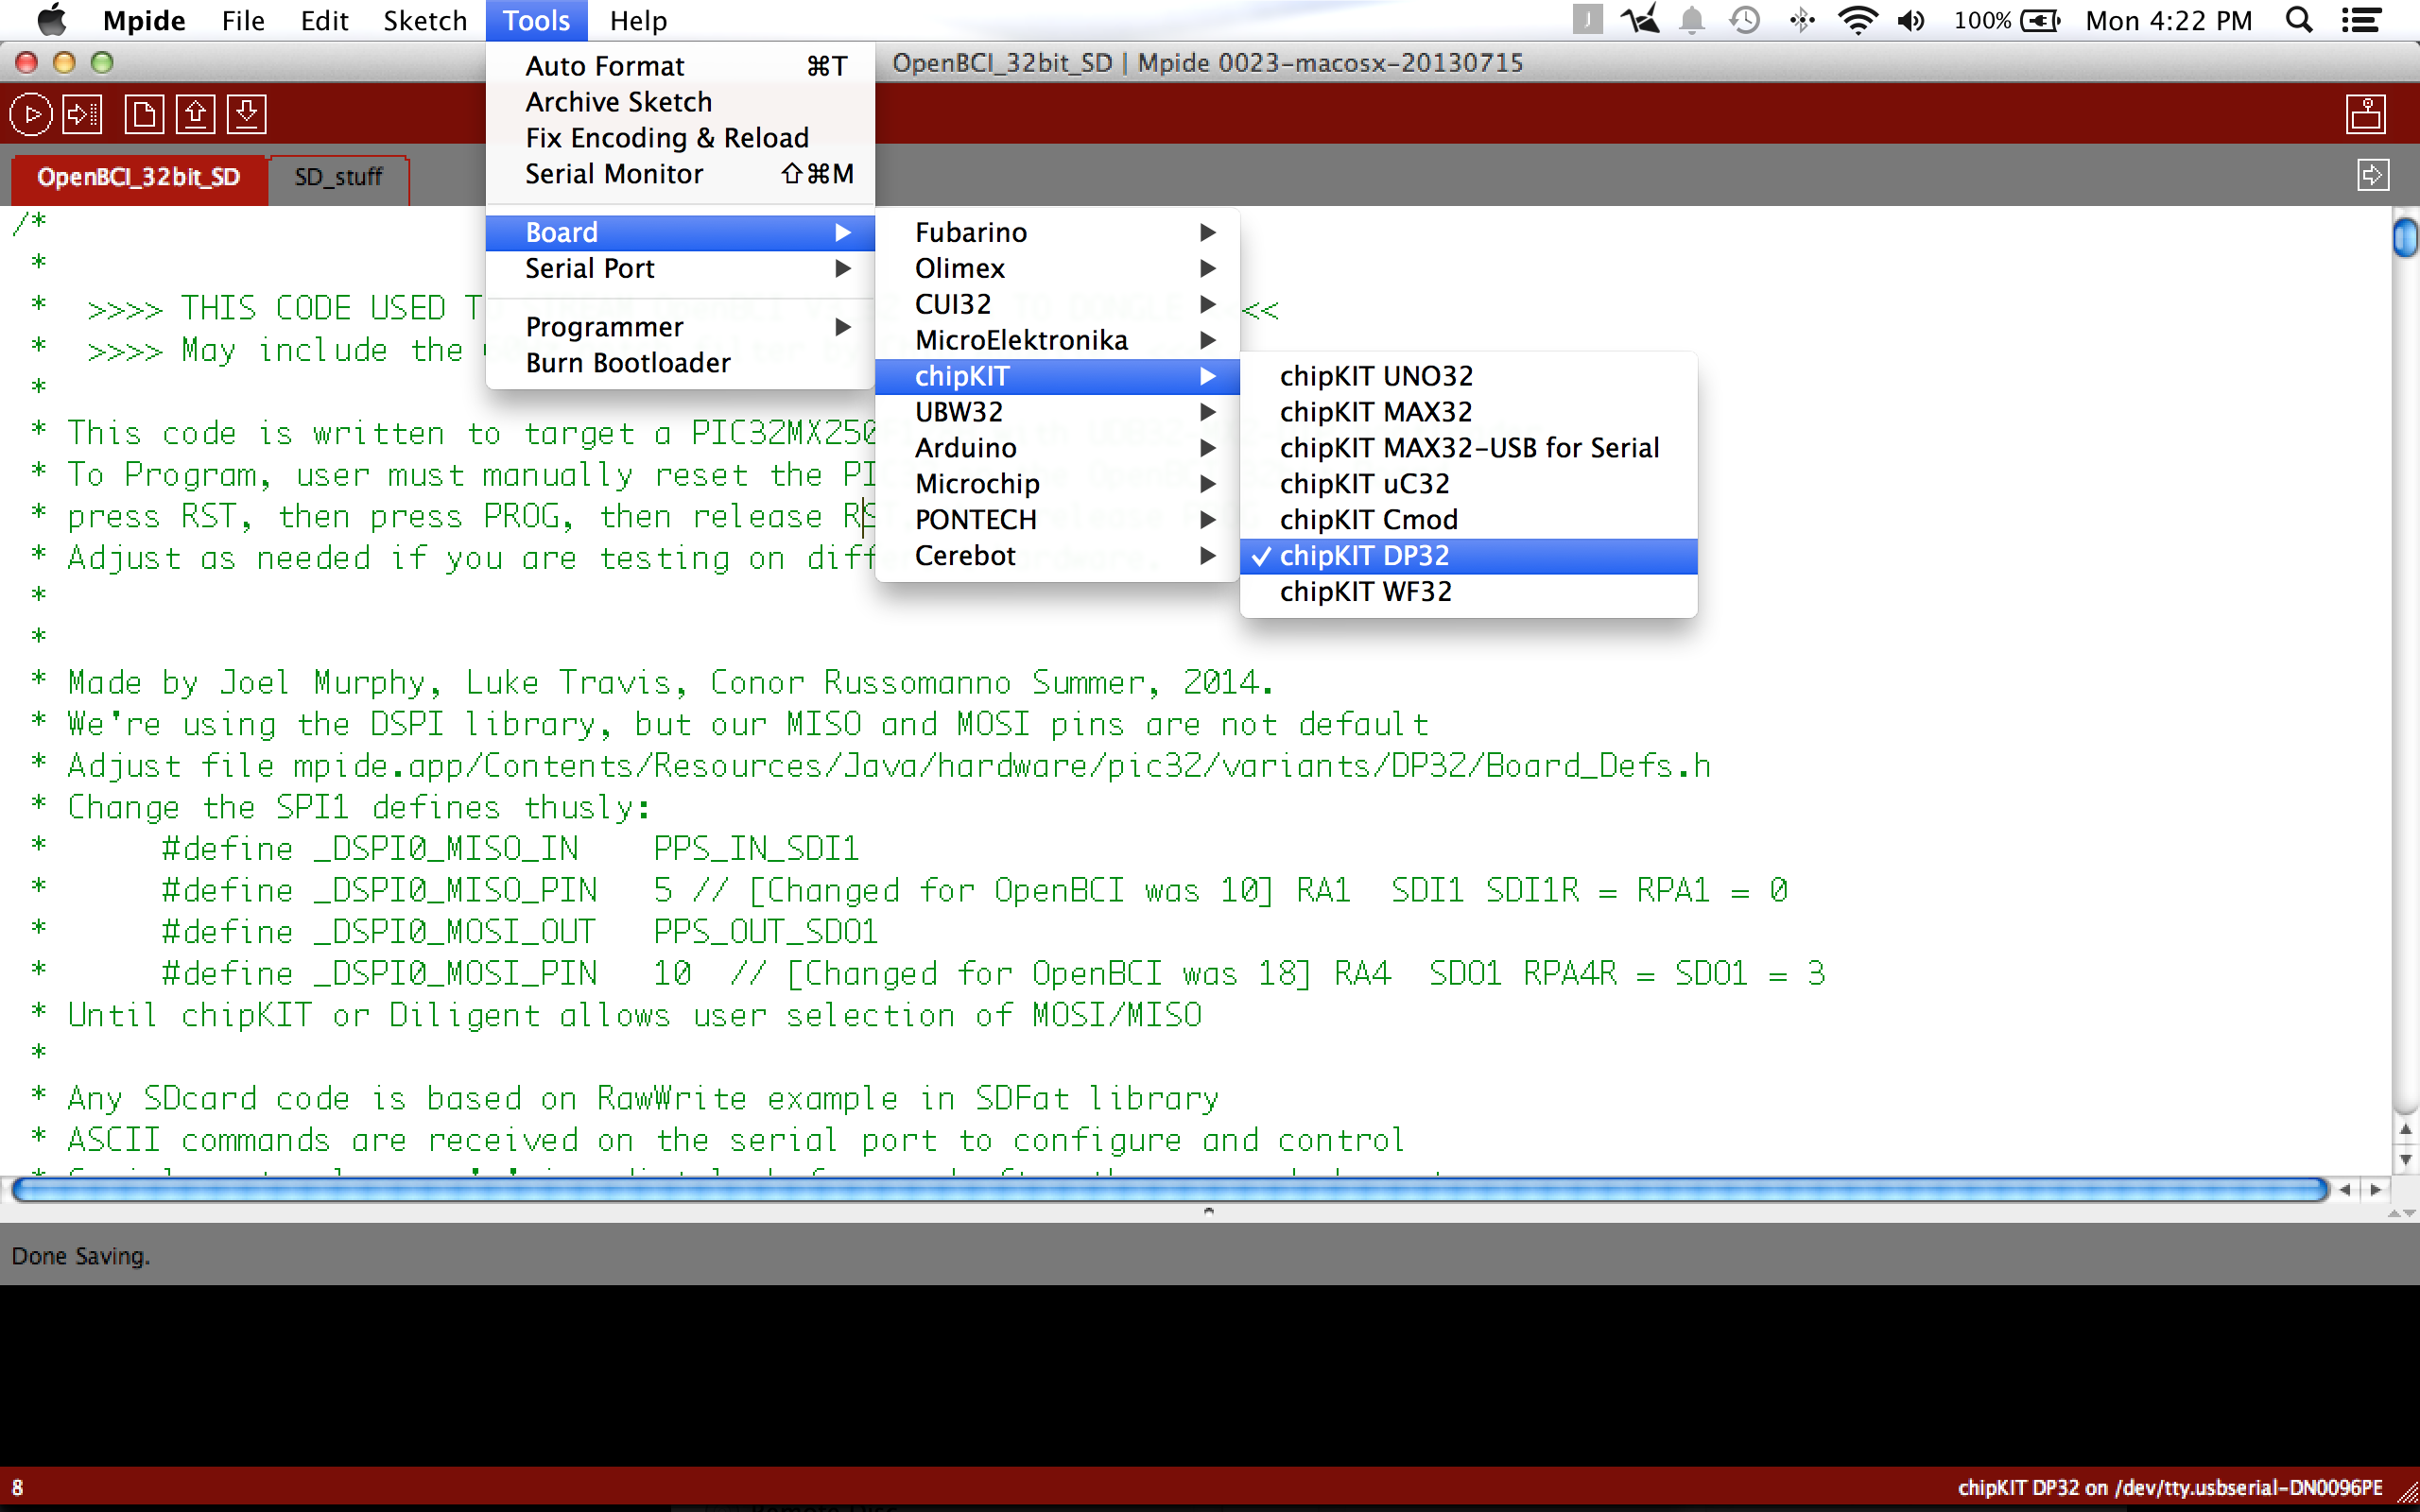 Mpide File Edit Sketch Tools Help 100% Mon 4:22 PM
OpenBCI_32bit_SD | Mpide 0023-macosx-20130715
OpenBCI_32bit_SD SD_stuff
Auto Format ⌘T
Archive Sketch
Fix Encoding & Reload
Serial Monitor ⇧⌘M
Board
Serial Port
Programmer
Burn Bootloader
Fubarino
Olimex
CUI32
MicroElektronika
chipKIT
UBW32
Arduino
Microchip
PONTECH
Cerebot
chipKIT UNO32
chipKIT MAX32
chipKIT MAX32-USB for Serial
chipKIT uC32
chipKIT Cmod
✓ chipKIT DP32
chipKIT WF32
/*
*
* >>>> THIS CODE USED TO DONGLE <<
* >>>> May include the
*
* This code is written to target a PIC32MX250
* To Program, user must manually reset the OpenBCI
* press RST, then press PROG, then release RST,
* Adjust as needed if you are testing on
*
*
* Made by Joel Murphy, Luke Travis, Conor Russomanno Summer, 2014.
* We're using the DSPI library, but our MISO and MOSI pins are not default
* Adjust file mpide.app/Contents/Resources/Java/hardware/pic32/variants/DP32/Board_Defs.h
* Change the SPI1 defines thusly:
* #define _DSPI0_MISO_IN PPS_IN_SDI1
* #define _DSPI0_MISO_PIN 5 // [Changed for OpenBCI was 10] RA1 SDI1 SDI1R = RPA1 = 0
* #define _DSPI0_MOSI_OUT PPS_OUT_SDO1
* #define _DSPI0_MOSI_PIN 10 // [Changed for OpenBCI was 18] RA4 SDO1 RPA4R = SDO1 = 3
* Until chipKIT or Diligent allows user selection of MOSI/MISO
*
* Any SDcard code is based on RawWrite example in SDFat library
* ASCII commands are received on the serial port to configure and control
Done Saving.
8 chipKIT DP32 on /dev/tty.usbserial-DN0096PE